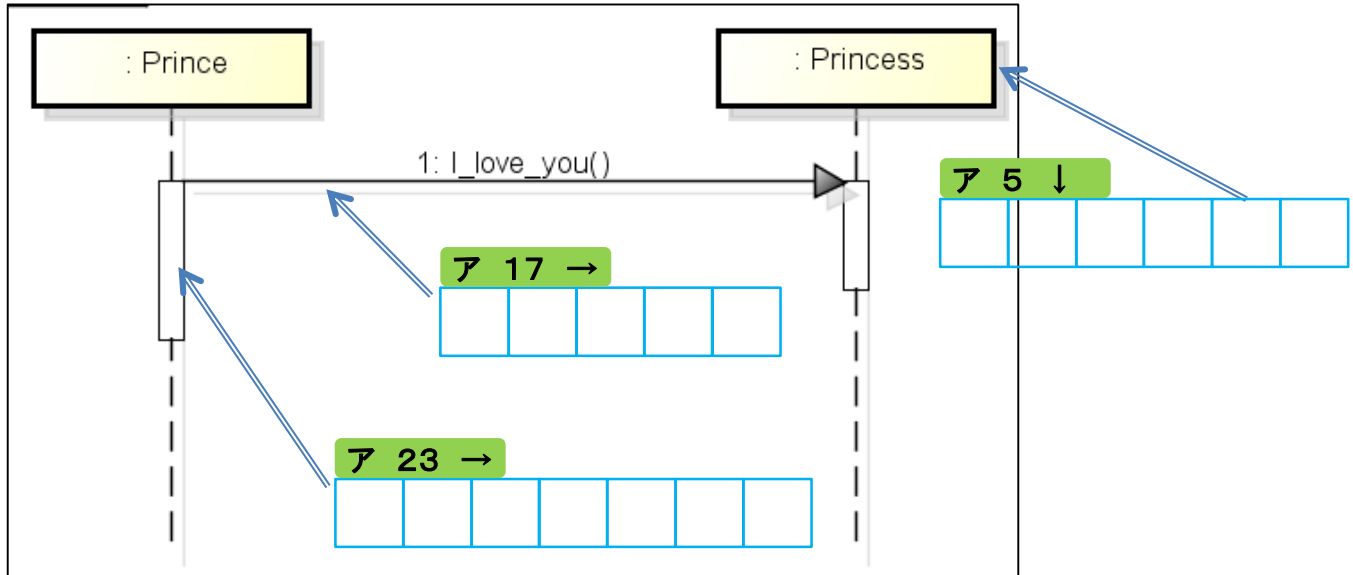 : Prince
: Princess
1: I_love_you()
ア 5 ↓
ア 17 →
ア 23 →